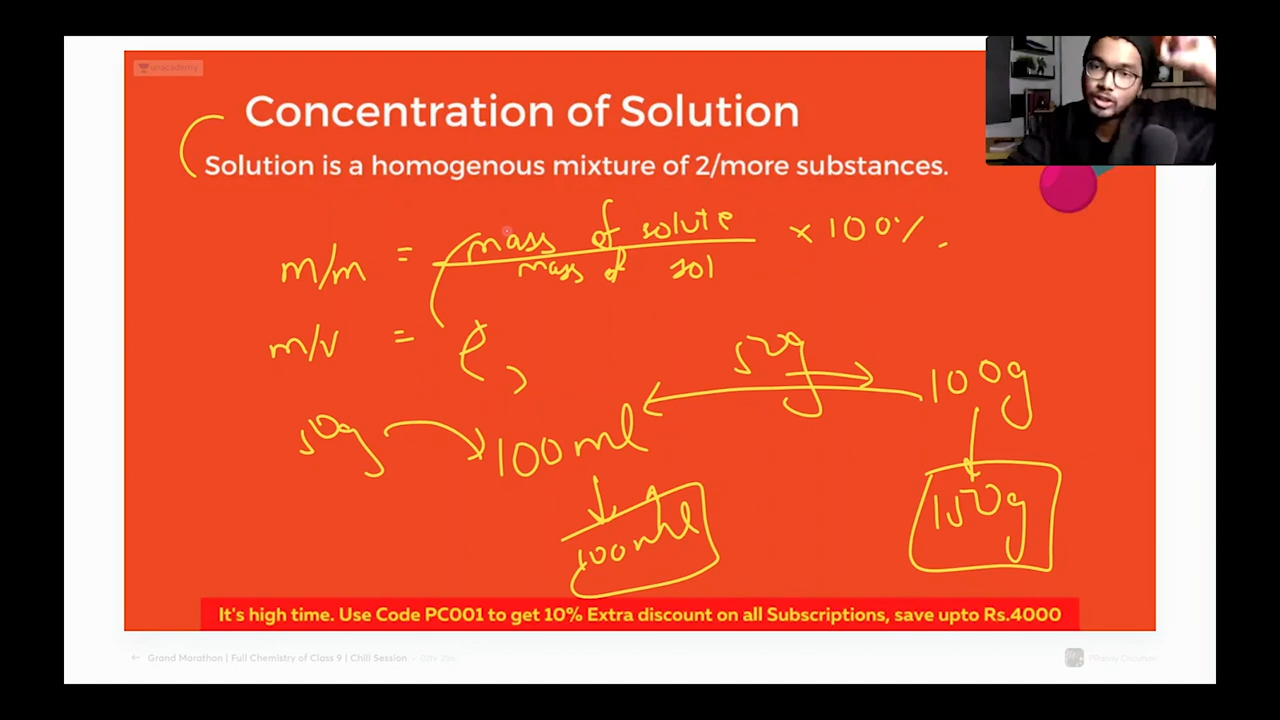 unacademy
Concentration of Solution
Solution is a homogenous mixture of 2/more substances.
m/m = mass of solute × 100%.
mass of sol
m/v =
50g
100g
50g
100ml
100ml
150g
It's high time. Use Code PC001 to get 10% Extra discount on all Subscriptions, save upto Rs.4000
Grand Marathon | Full Chemistry of Class 9 | Chill Session